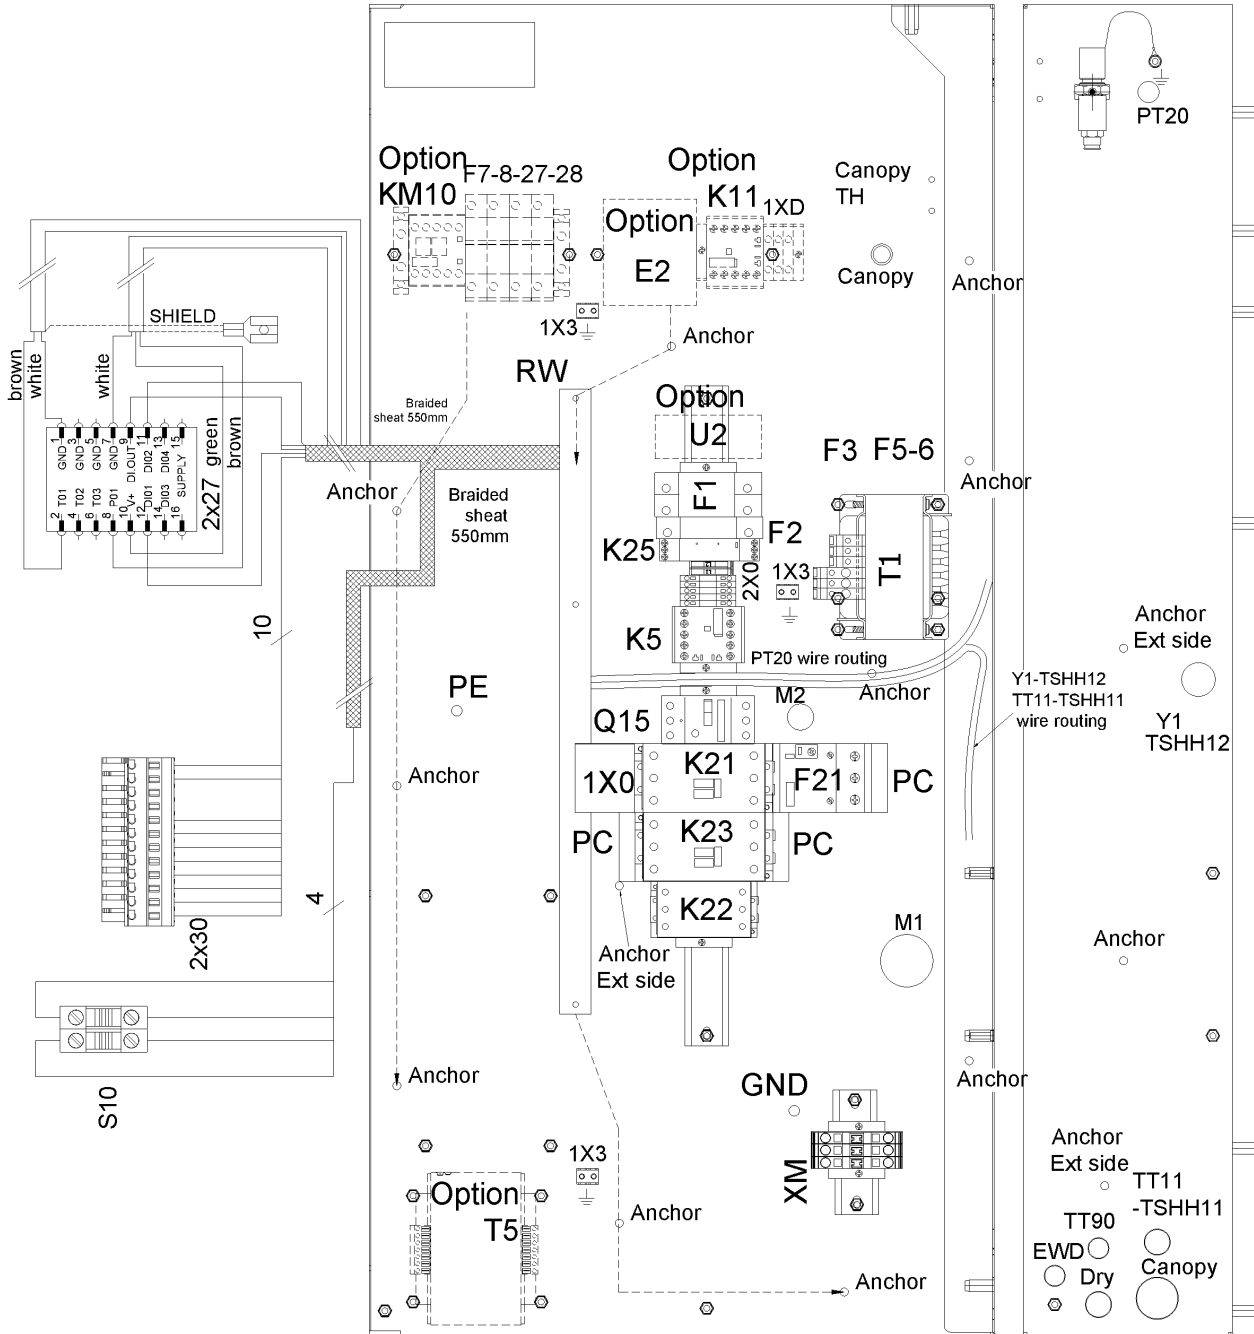 PT20
Option
KM10
F7-8-27-28
Option
K11
1XD
Canopy
TH
Option
E2
Canopy
Anchor
SHIELD
1X3
Anchor
brown
white
white
RW
Braided
sheat 550mm
Option
U2
F3 F5-6
1 3 5 7 9 11 13 15
GND GND GND GND DI.OUT DI02 DI04 SUPPLY
T01 T02 T03 P01 V+ DI01 DI03
2 4 6 8 10 12 14 16
2x27
green
brown
Anchor
Anchor
Braided
sheat
550mm
F1
F2
K25
2X0
1X3
T1
10
K5
Anchor
Ext side
PT20 wire routing
Anchor
PE
M2
Y1-TSHH12
TT11-TSHH11
wire routing
Q15
Y1
TSHH12
Anchor
1X0
K21
F21
PC
PC
K23
PC
4
2x30
K22
M1
Anchor
Ext side
Anchor
Anchor
S10
GND
Anchor
1X3
XM
Anchor
Ext side
Option
T5
Anchor
TT11
-TSHH11
TT90
EWD
Dry
Canopy
Anchor